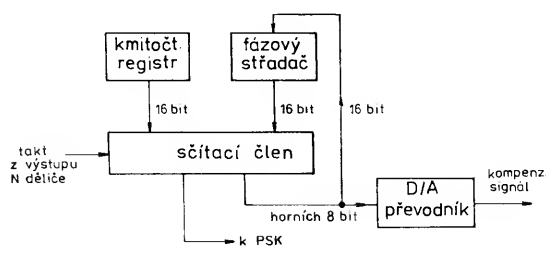 kmitočt.
registr
fázový
střadač
16 bit
16 bit
16 bit
takt
z výstupu
N děliče
sčítací člen
kompenz.
signál
D/A
převodník
horních 8 bit
k PSK